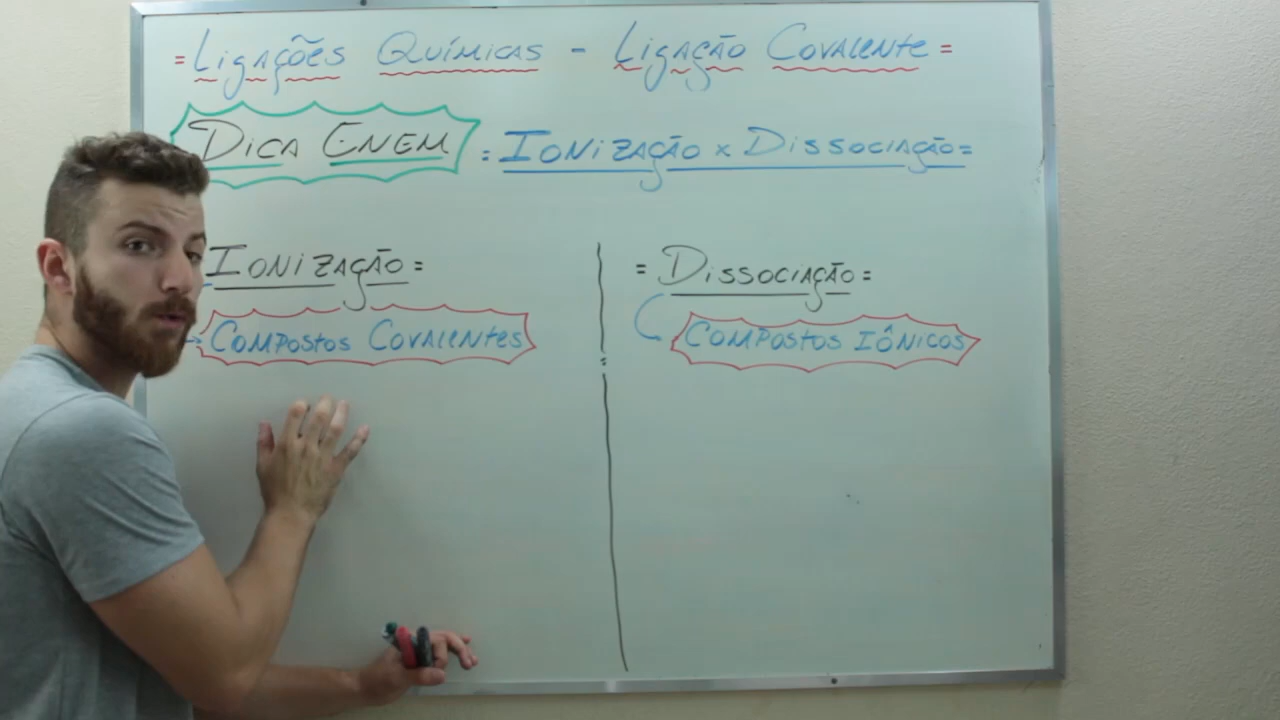 = Ligações Químicas - Ligação Covalente =
Dica Enem = Ionização x Dissociação =
Ionização =
Compostos Covalentes
= Dissociação =
Compostos Iônicos